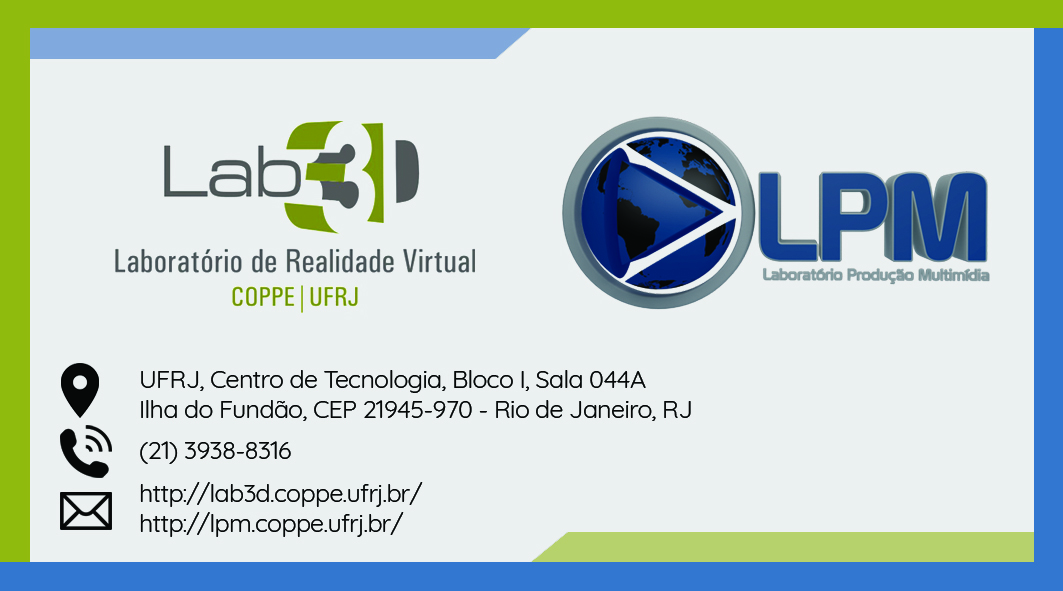 Lab3D
Laboratório de Realidade Virtual
COPPE | UFRJ
LPM
Laboratório Produção Multimídia
UFRJ, Centro de Tecnologia, Bloco I, Sala 044A
Ilha do Fundão, CEP 21945-970 - Rio de Janeiro, RJ
(21) 3938-8316
http://lab3d.coppe.ufrj.br/
http://lpm.coppe.ufrj.br/